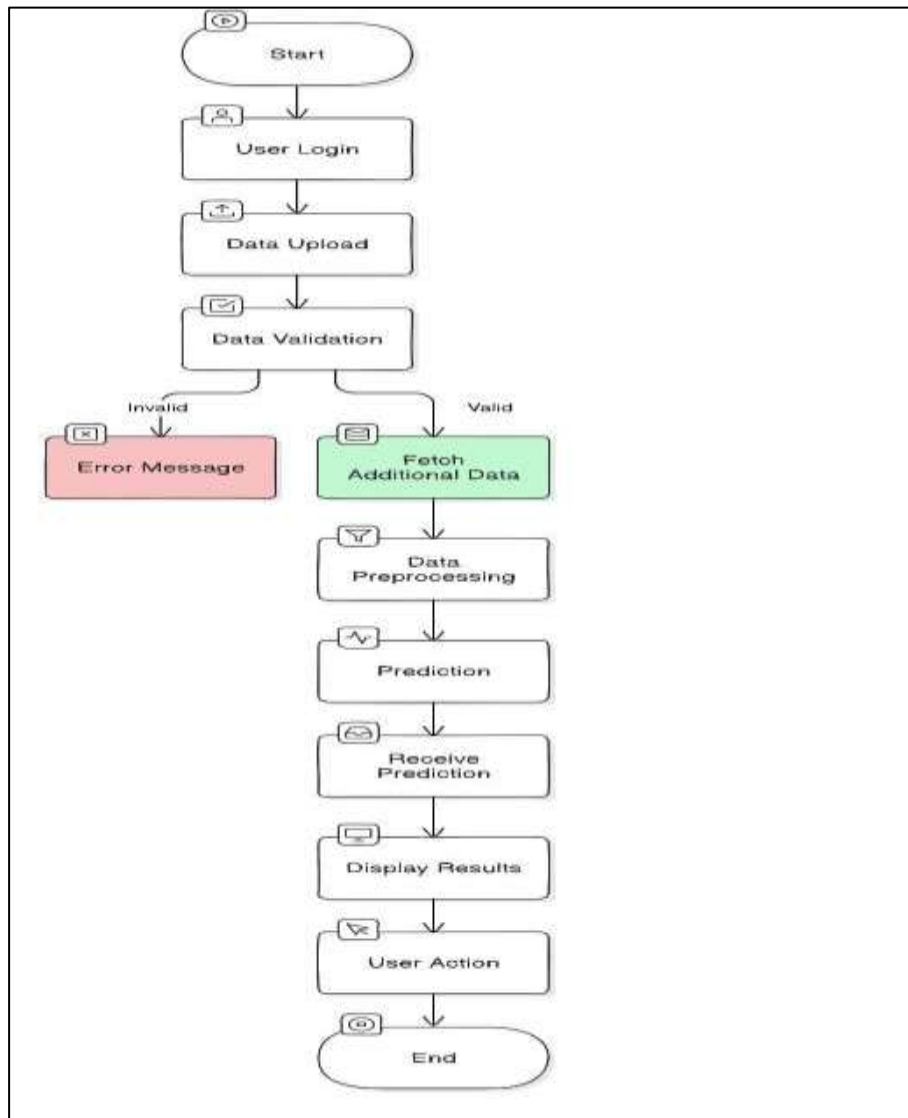 Start
User Login
Data Upload
Data Validation
Invalid
Valid
Error Message
Fetch
Additional Data
Data
Preprocessing
Prediction
Receive
Prediction
Display Results
User Action
End